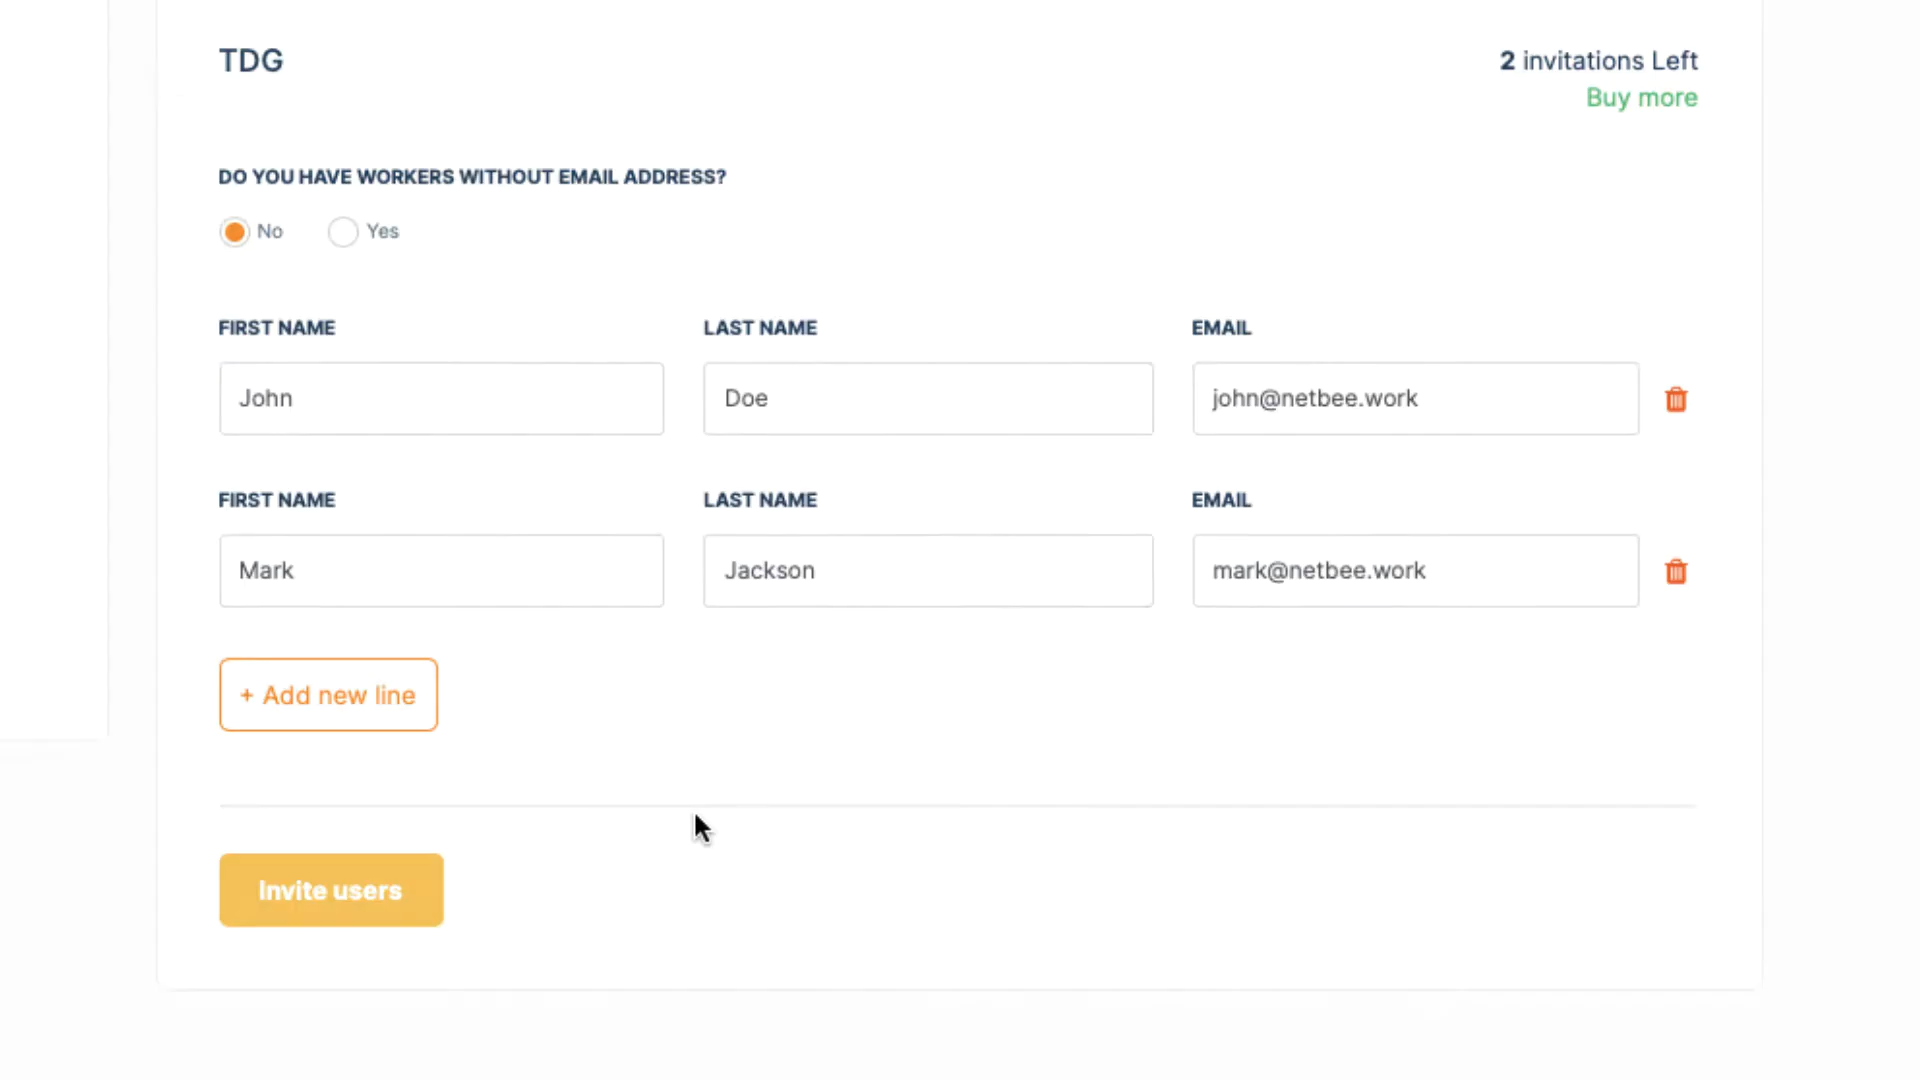 TDG
2 invitations Left
Buy more
DO YOU HAVE WORKERS WITHOUT EMAIL ADDRESS?
No Yes
FIRST NAME LAST NAME EMAIL
John Doe john@netbee.work
FIRST NAME LAST NAME EMAIL
Mark Jackson mark@netbee.work
+ Add new line
Invite users